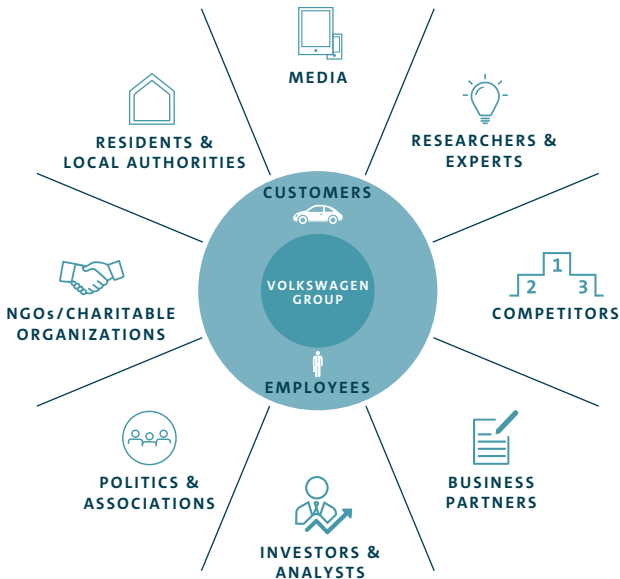 MEDIA
RESIDENTS &
LOCAL AUTHORITIES
RESEARCHERS &
EXPERTS
CUSTOMERS
VOLKSWAGEN
GROUP
NGOs/CHARITABLE
ORGANIZATIONS
1
2
3
COMPETITORS
EMPLOYEES
POLITICS &
ASSOCIATIONS
BUSINESS
PARTNERS
INVESTORS &
ANALYSTS